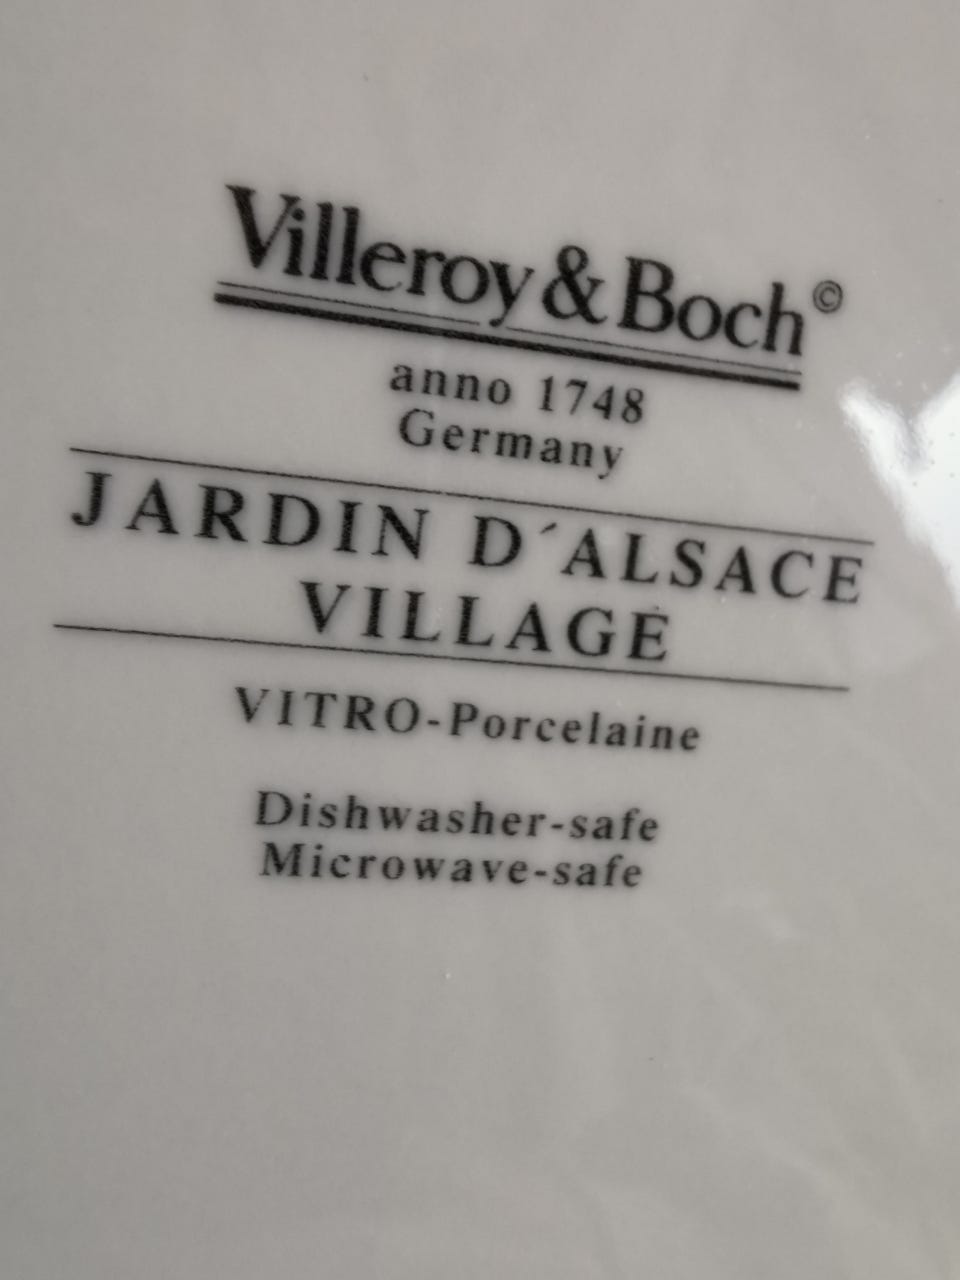 Villeroy & Boch ©
anno 1748
Germany
JARDIN D´ALSACE
VILLAGE
VITRO-Porcelaine
Dishwasher-safe
Microwave-safe